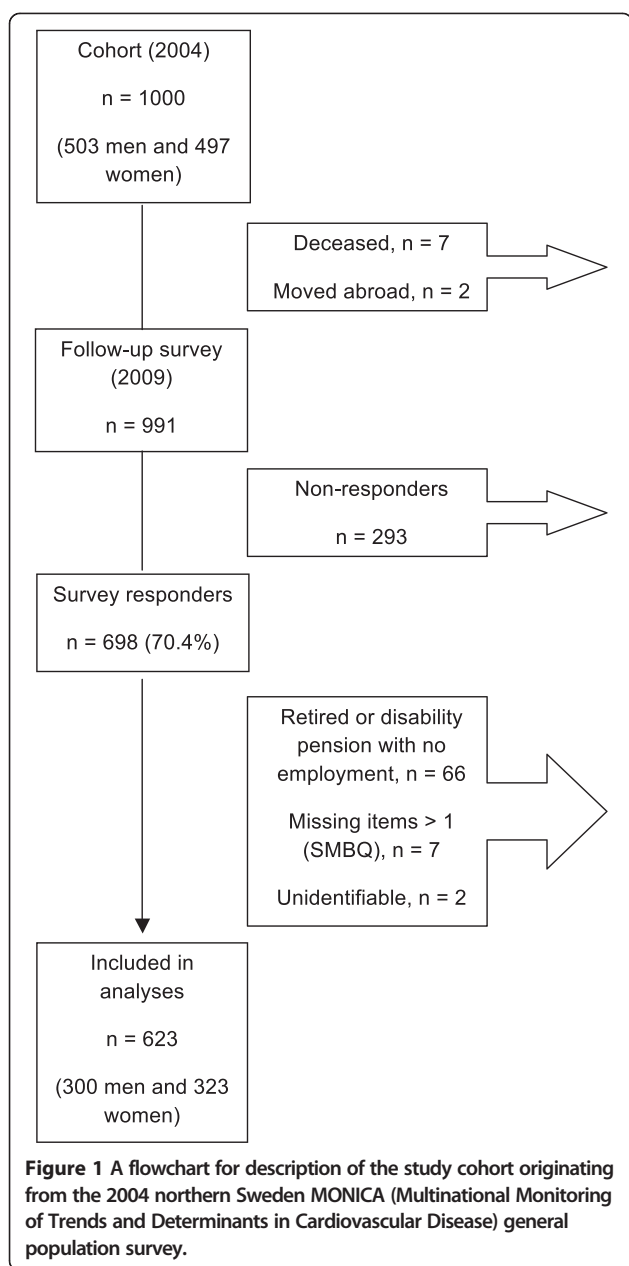 Cohort (2004)
n = 1000
(503 men and 497
women)
Deceased, n = 7
Moved abroad, n = 2
Follow-up survey
(2009)
n = 991
Non-responders
n = 293
Survey responders
n = 698 (70.4%)
Retired or disability
pension with no
employment, n = 66
Missing items > 1
(SMBQ), n = 7
Unidentifiable, n = 2
Included in
analyses
n = 623
(300 men and 323
women)
Figure 1 A flowchart for description of the study cohort originating
from the 2004 northern Sweden MONICA (Multinational Monitoring
of Trends and Determinants in Cardiovascular Disease) general
population survey.